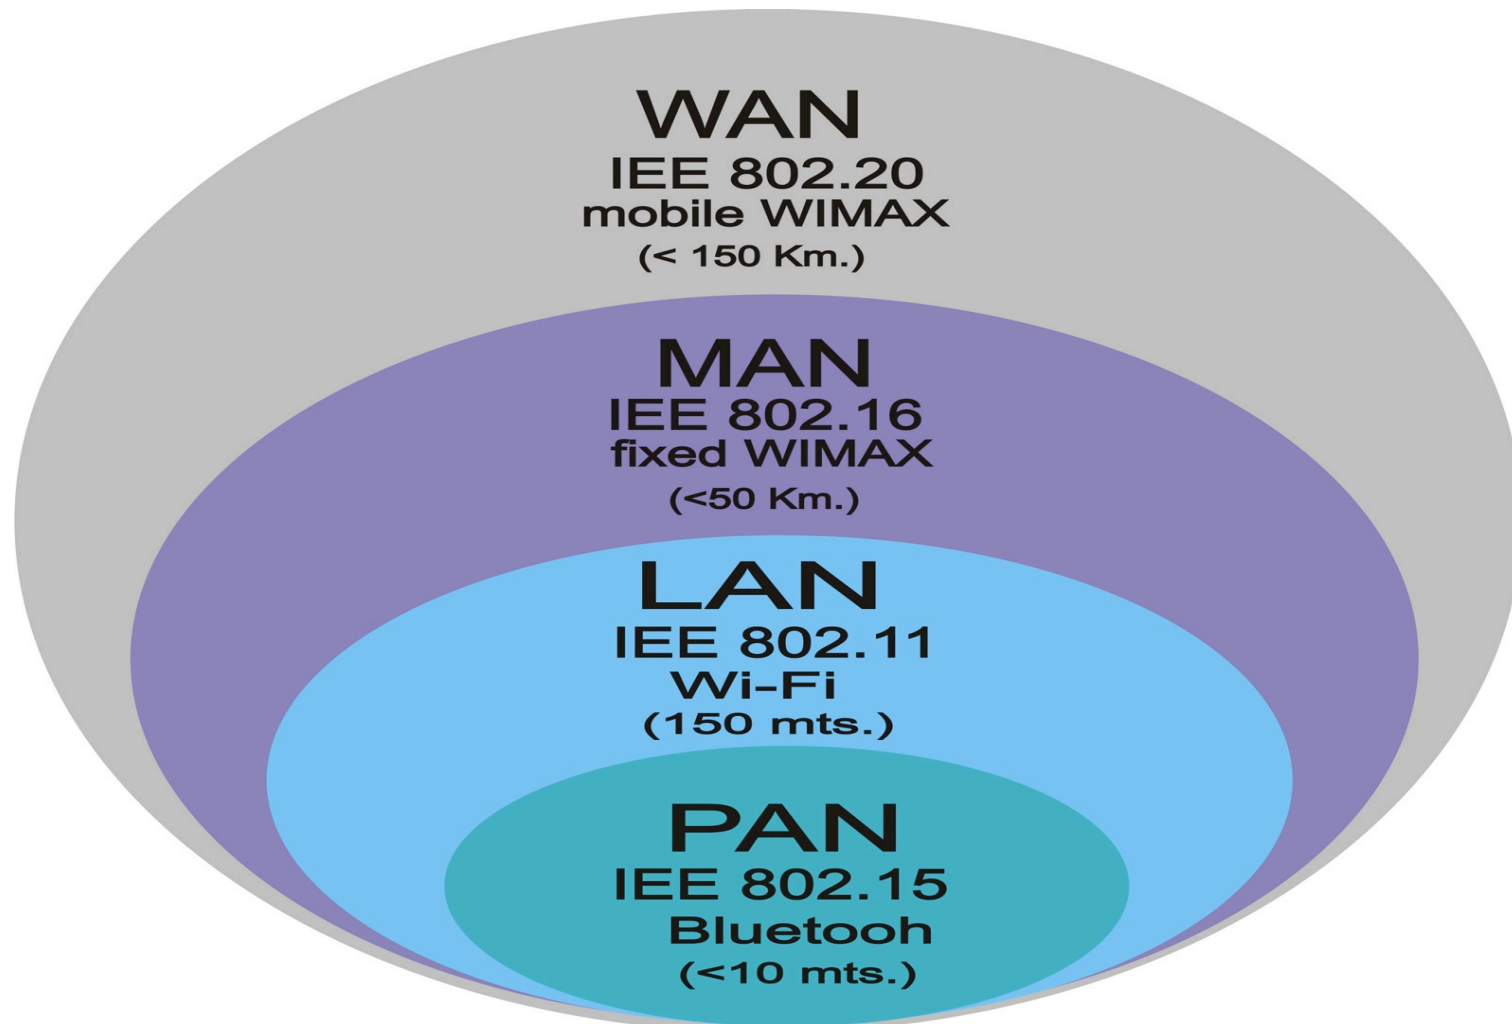 WAN
IEE 802.20
mobile WIMAX
(< 150 Km.)
MAN
IEE 802.16
fixed WIMAX
(<50 Km.)
LAN
IEE 802.11
Wi-Fi
(150 mts.)
PAN
IEE 802.15
Bluetooh
(<10 mts.)